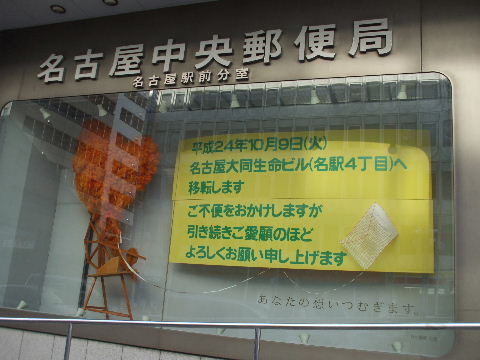 名古屋中央郵便局
名古屋駅前分室
平成24年10月9日(火)
名古屋大同生命ビル(名駅4丁目)へ
移転します
ご不便をおかけしますが
引き続きご愛顧のほど
よろしくお願い申し上げます
あなたの想いつむぎます。